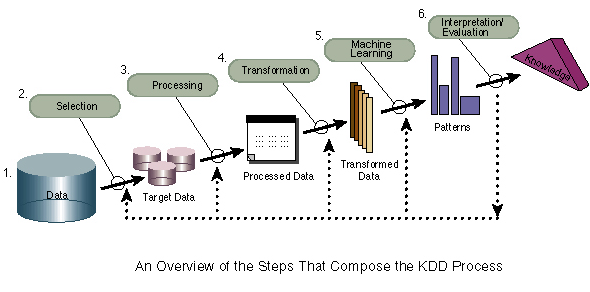 6.
Interpretation/
Evaluation
5.
Machine
Learning
Knowledge
4.
Transformation
3.
Processing
2.
Selection
Patterns
Transformed
Data
Processed Data
1.
Data
Target Data
An Overview of the Steps That Compose the KDD Process